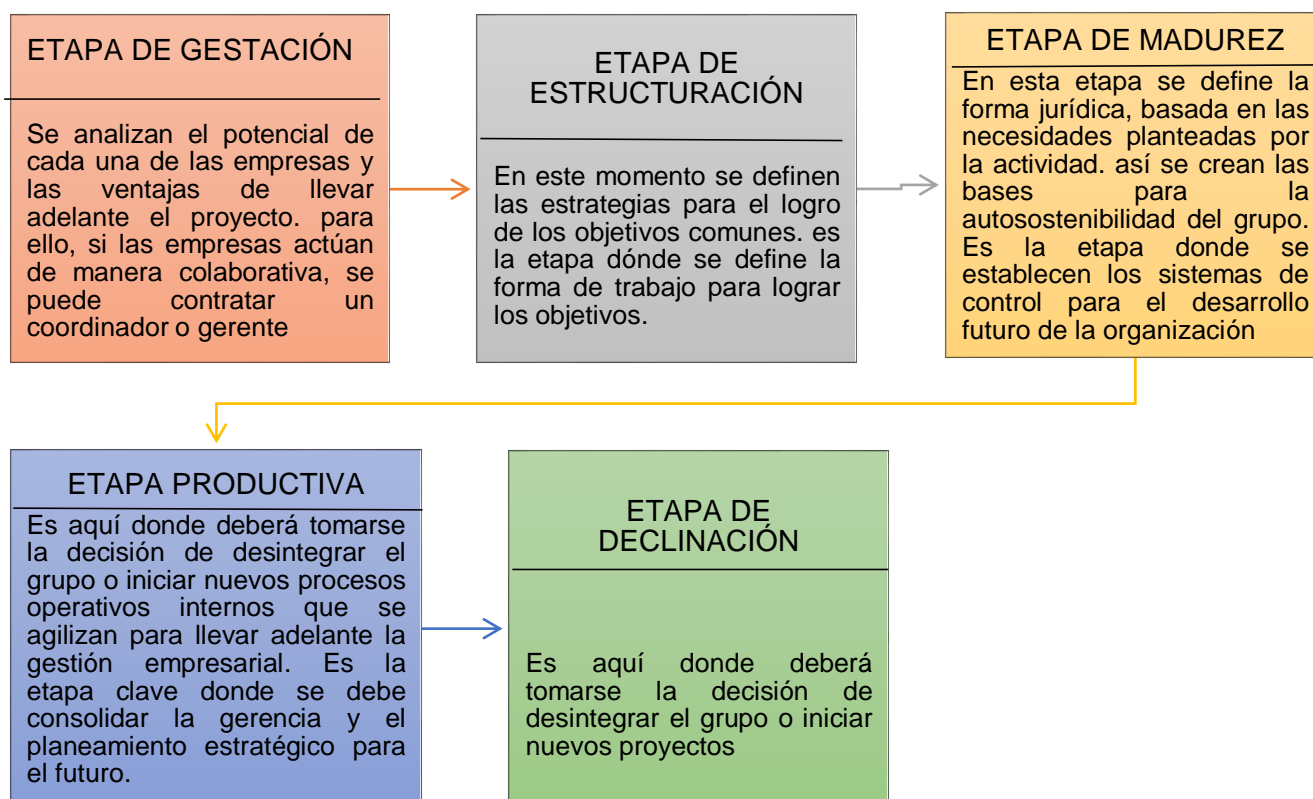 ETAPA DE GESTACIÓN
Se analizan el potencial de
cada una de las empresas y
las ventajas de llevar
adelante el proyecto. para
ello, si las empresas actúan
de manera colaborativa, se
puede contratar un
coordinador o gerente
ETAPA DE
ESTRUCTURACIÓN
En este momento se definen
las estrategias para el logro
de los objetivos comunes. es
la etapa dónde se define la
forma de trabajo para lograr
los objetivos.
ETAPA DE MADUREZ
En esta etapa se define la
forma jurídica, basada en las
necesidades planteadas por
la actividad. así se crean las
bases para la
autosostenibilidad del grupo.
Es la etapa donde se
establecen los sistemas de
control para el desarrollo
futuro de la organización
ETAPA PRODUCTIVA
Es aquí donde deberá tomarse
la decisión de desintegrar el
grupo o iniciar nuevos procesos
operativos internos que se
agilizan para llevar adelante la
gestión empresarial. Es la
etapa clave donde se debe
consolidar la gerencia y el
planeamiento estratégico para
el futuro.
ETAPA DE
DECLINACIÓN
Es aquí donde deberá
tomarse la decisión de
desintegrar el grupo o iniciar
nuevos proyectos